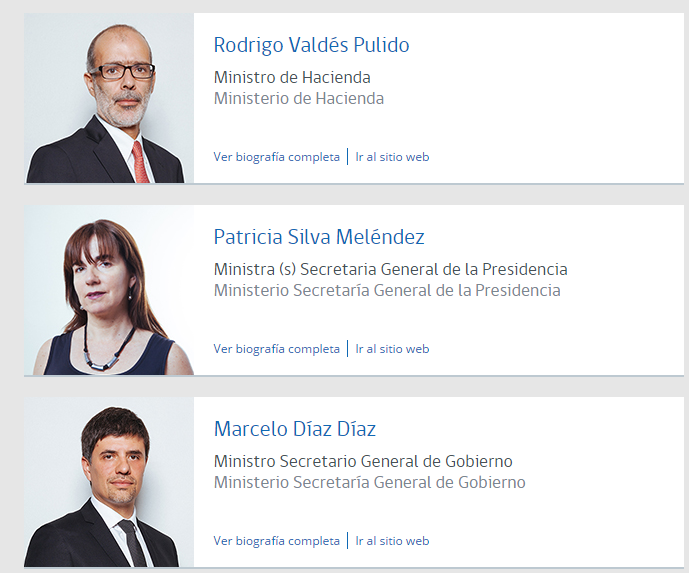 Rodrigo Valdés Pulido
Ministro de Hacienda
Ministerio de Hacienda
Ver biografía completa | Ir al sitio web
Patricia Silva Meléndez
Ministra (s) Secretaria General de la Presidencia
Ministerio Secretaría General de la Presidencia
Ver biografía completa | Ir al sitio web
Marcelo Díaz Díaz
Ministro Secretario General de Gobierno
Ministerio Secretaría General de Gobierno
Ver biografía completa | Ir al sitio web